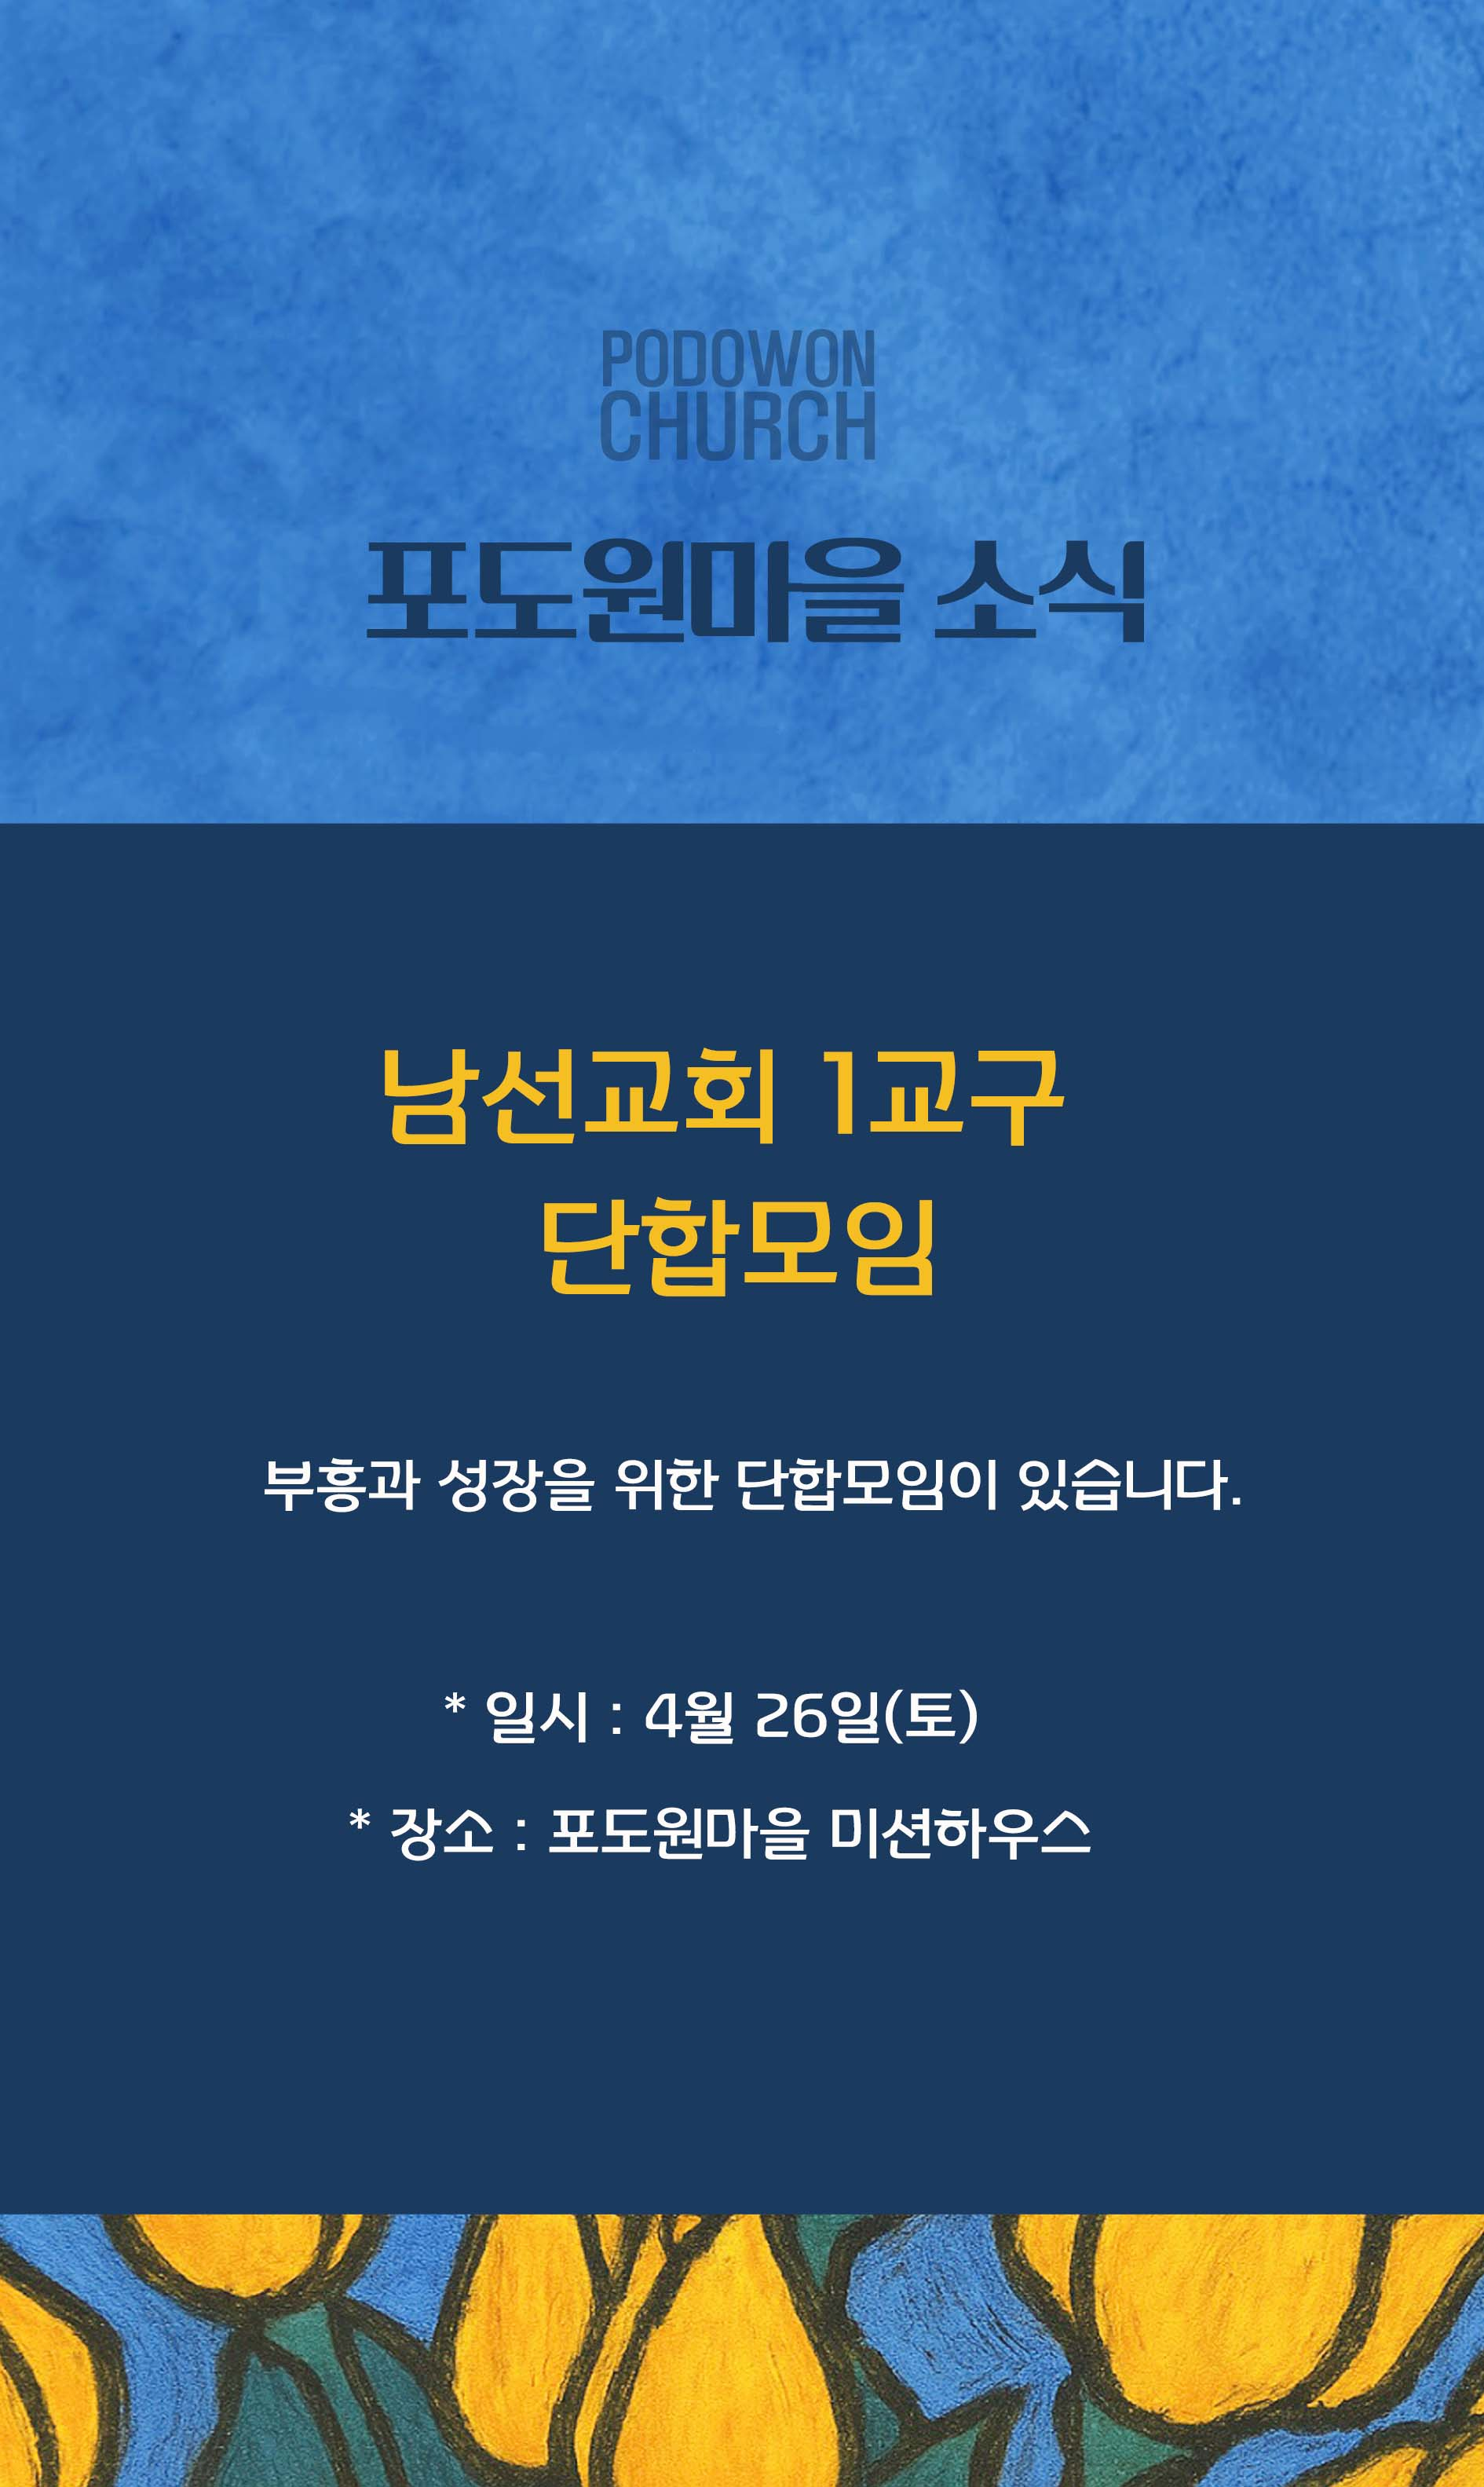 PODOWON
CHURCH
포도원마을 소식
남선교회 1교구
단합모임
부흥과 성장을 위한 단합모임이 있습니다.
* 일시 : 4월 26일(토)
* 장소 : 포도원마을 미션하우스